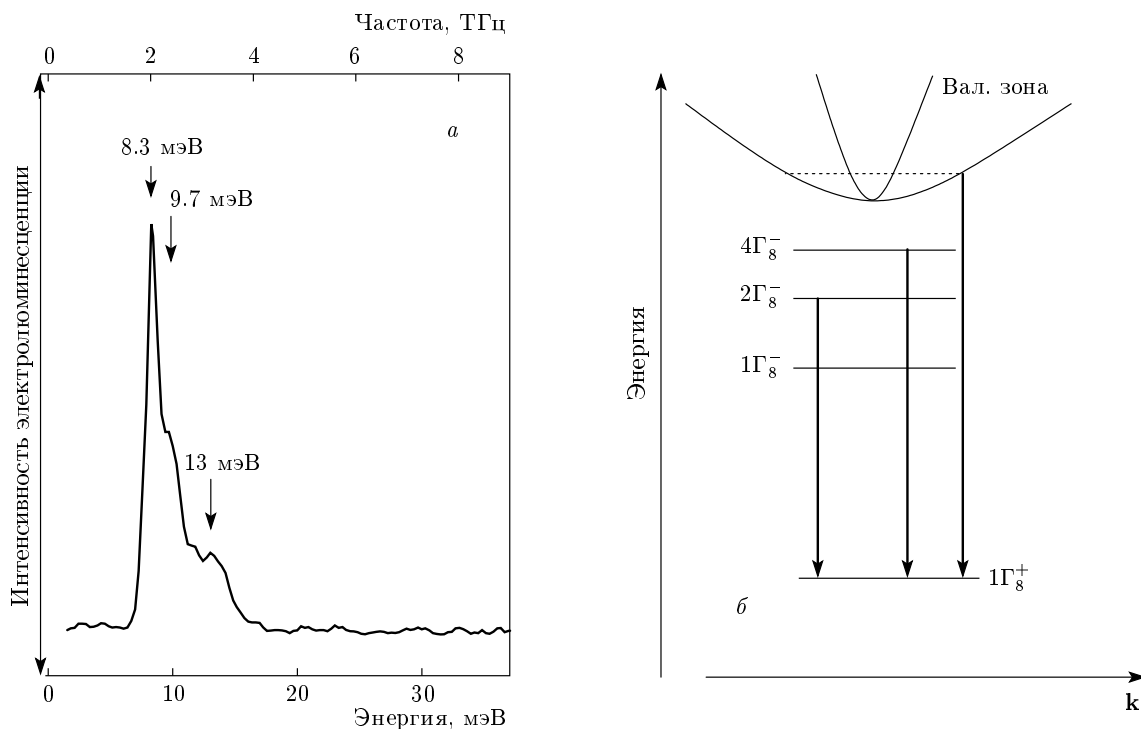 Частота, ТГц
0 2 4 6 8
а
8.3 мэВ
9.7 мэВ
13 мэВ
Интенсивность электролюминесценции
0 10 20 30
Энергия, мэВ
Вал. зона
4Γ₈⁻
2Γ₈⁻
1Γ₈⁻
1Γ₈⁺
Энергия
б
k